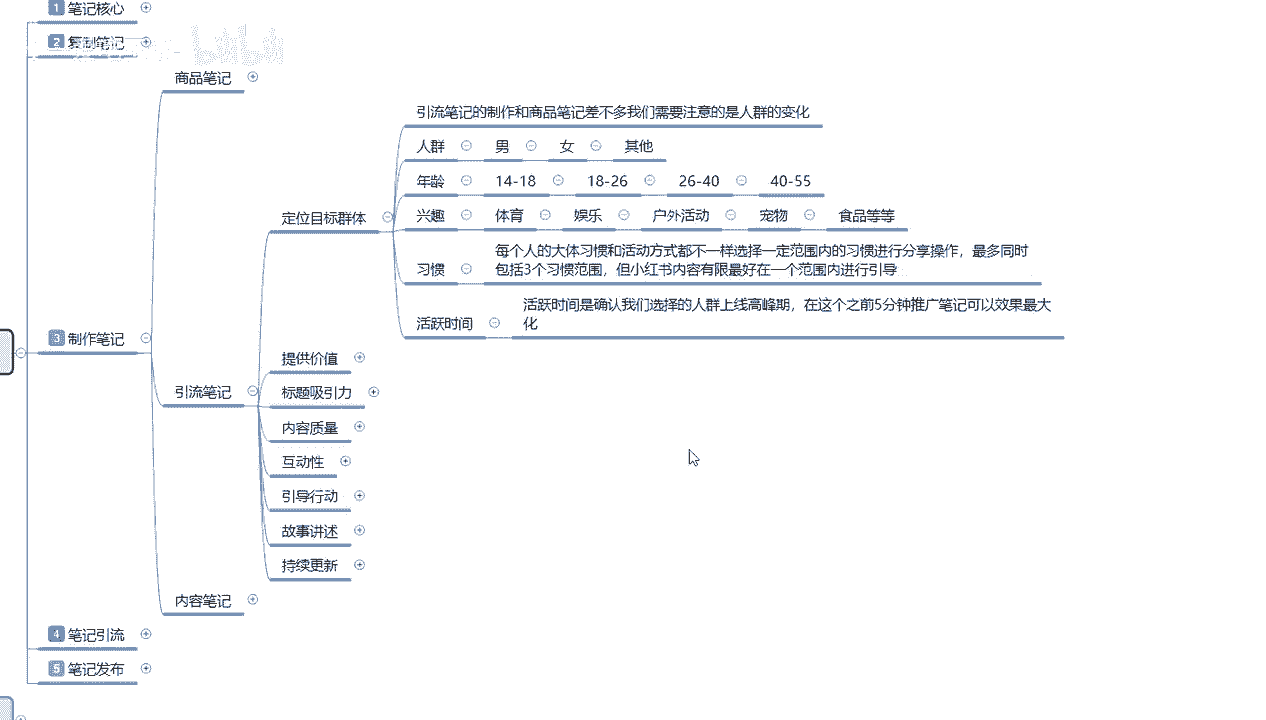 1 笔记核心
2 复制笔记
商品笔记
引流笔记的制作和商品笔记差不多我们需要注意的是人群的变化
人群 男 女 其他
年龄 14-18 18-26 26-40 40-55
兴趣 体育 娱乐 户外活动 宠物 食品等等
定位目标群体
每个人的大体习惯和活动方式都不一样选择一定范围内的习惯进行分享操作，最多同时
包括3个习惯范围，但小红书内容有限最好在一个范围内进行引导
习惯
活跃时间是确认我们选择的人群上线高峰期，在这个之前5分钟推广笔记可以效果最大
化
活跃时间
3 制作笔记
提供价值
引流笔记
标题吸引力
内容质量
互动性
引导行动
故事讲述
持续更新
内容笔记
4 笔记引流
5 笔记发布